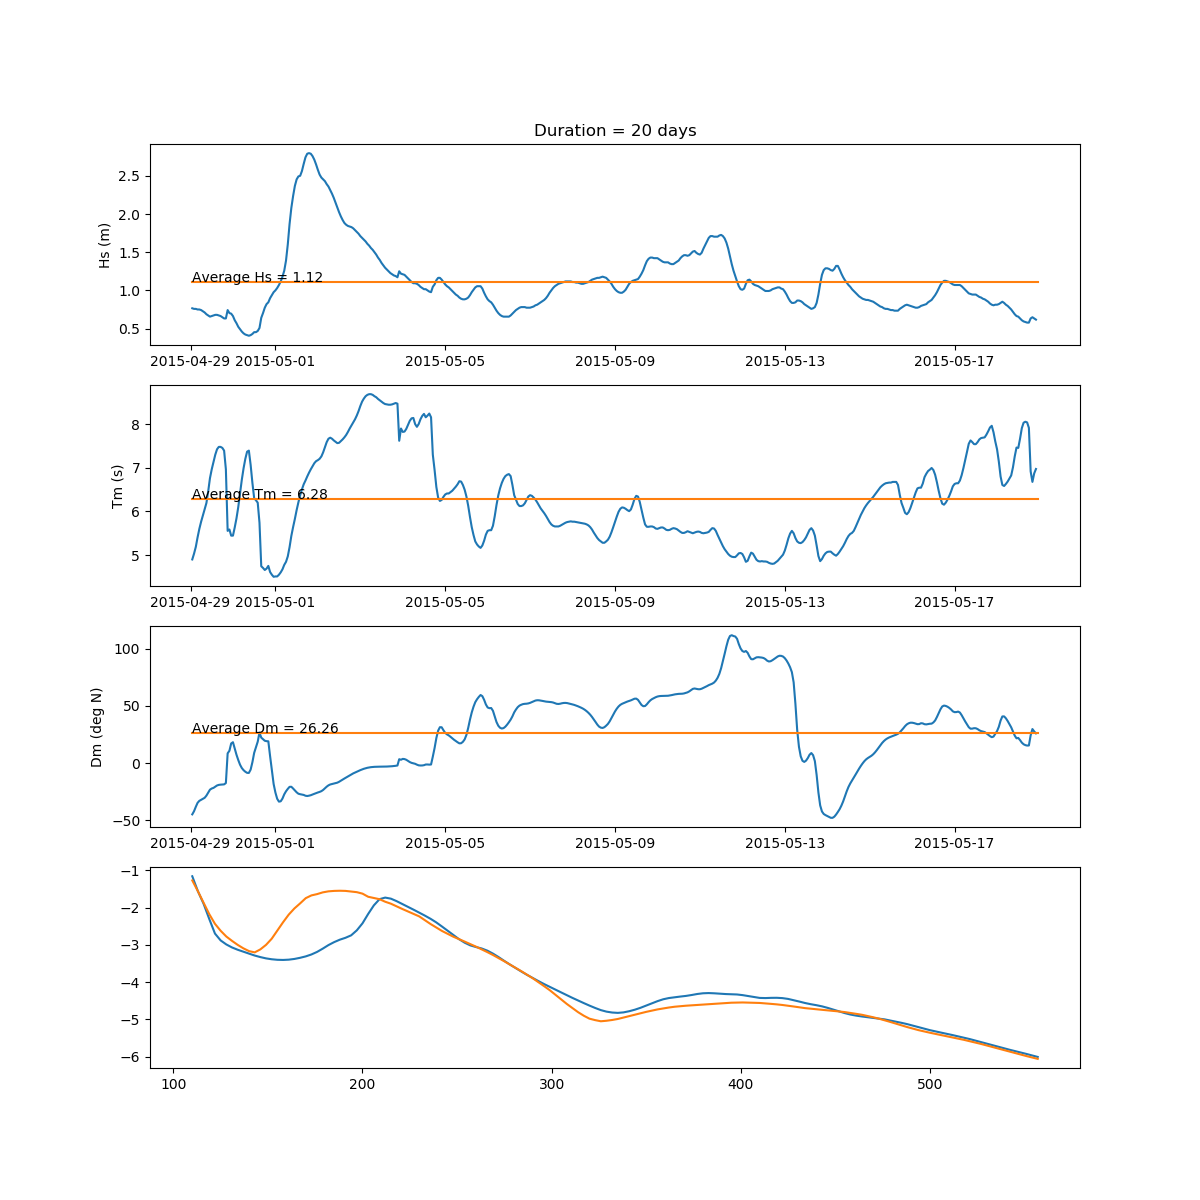 Duration = 20 days
Hs (m)
2.5
2.0
1.5
1.0
0.5
Average Hs = 1.12
2015-04-29 2015-05-01 2015-05-05 2015-05-09 2015-05-13 2015-05-17
Tm (s)
8
7
6
5
Average Tm = 6.28
2015-04-29 2015-05-01 2015-05-05 2015-05-09 2015-05-13 2015-05-17
Dm (deg N)
100
50
0
−50
Average Dm = 26.26
2015-04-29 2015-05-01 2015-05-05 2015-05-09 2015-05-13 2015-05-17
−1
−2
−3
−4
−5
−6
100 200 300 400 500